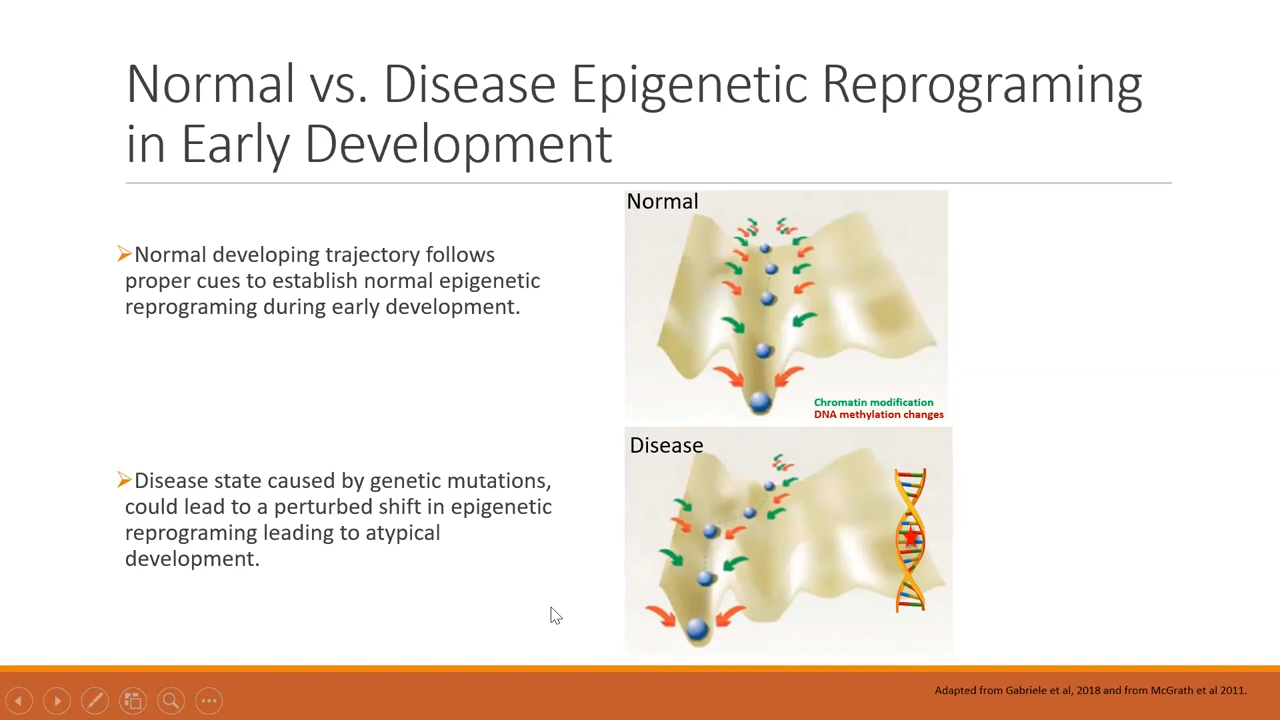 Normal vs. Disease Epigenetic Reprograming
in Early Development
Normal developing trajectory follows
proper cues to establish normal epigenetic
reprograming during early development.
Disease state caused by genetic mutations,
could lead to a perturbed shift in epigenetic
reprograming leading to atypical
development.
Normal
Chromatin modification
DNA methylation changes
Disease
Adapted from Gabriele et al, 2018 and from McGrath et al 2011.